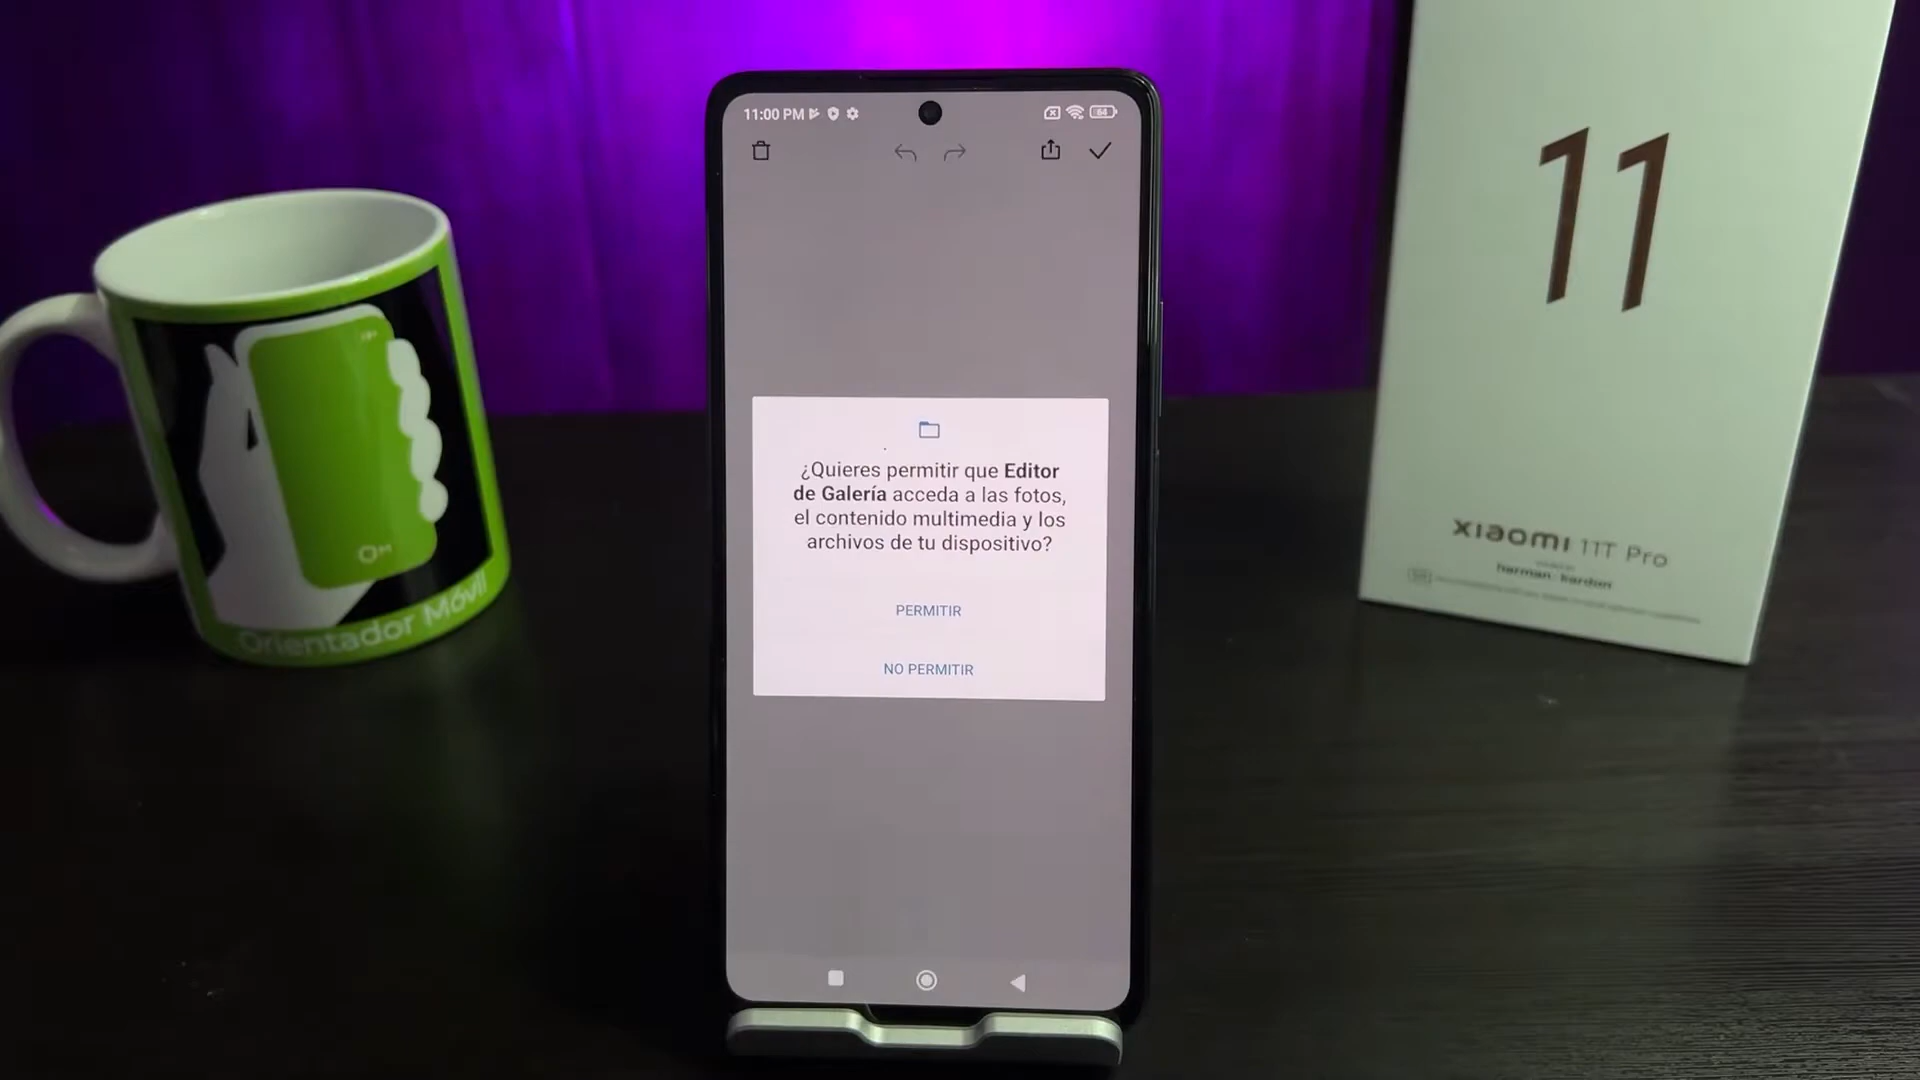 11:00 PM
64
¿Quieres permitir que Editor
de Galería acceda a las fotos,
el contenido multimedia y los
archivos de tu dispositivo?
PERMITIR
NO PERMITIR
Orientador Móvil
11
xiaomi 11T Pro
harman kardon